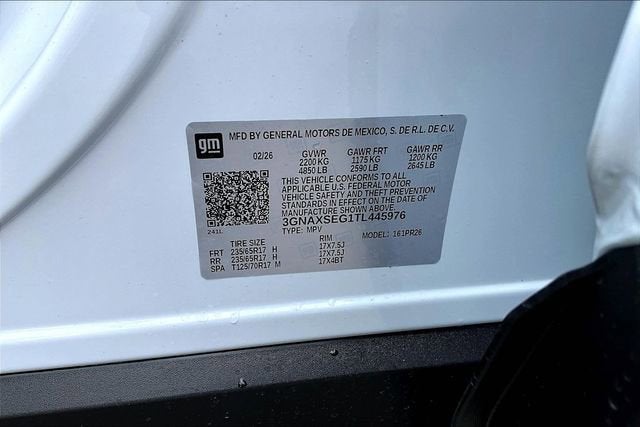 gm
MFD BY GENERAL MOTORS DE MEXICO, S. DE R.L. DE C.V.
02/26 GVWR GAWR FRT GAWR RR
2200 KG 1175 KG 1200 KG
4850 LB 2590 LB 2645 LB
THIS VEHICLE CONFORMS TO ALL
APPLICABLE U.S. FEDERAL MOTOR
VEHICLE SAFETY AND THEFT PREVENTION
STANDARDS IN EFFECT ON THE DATE OF
MANUFACTURE SHOWN ABOVE.
3GNAXSEG1TL445976
241L TYPE: MPV MODEL: 161PR26
TIRE SIZE RIM
FRT 235/65R17 H 17X7.5J
RR 235/65R17 H 17X7.5J
SPA T125/70R17 M 17X4BT